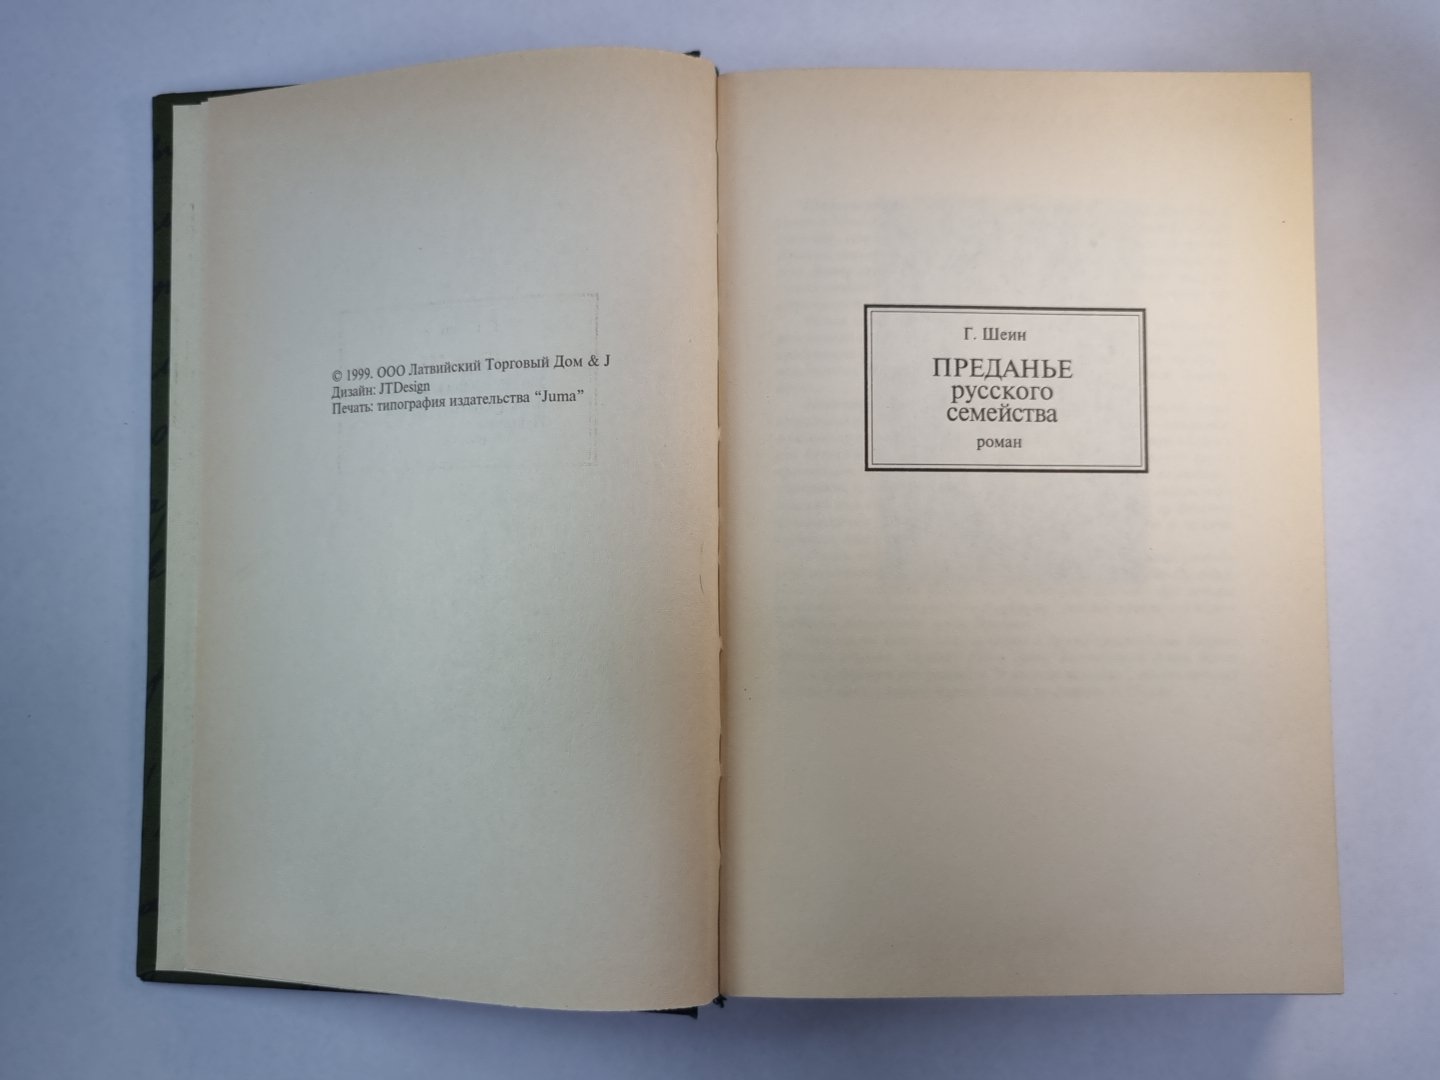 © 1999. ООО Латвийский Торговый Дом & J
Дизайн: JTDesign
Печать: типография издательства “Juma”
Г. Шеин
ПРЕДАНЬЕ
русского
семейства
роман